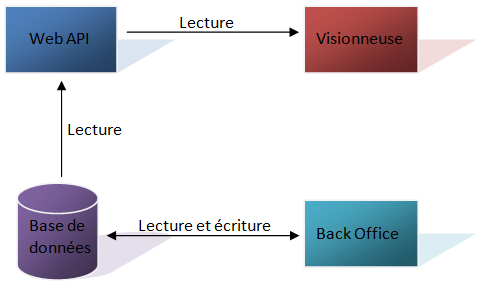 Lecture
Web API
Visionneuse
Lecture
Base de
données
Lecture et écriture
Back Office